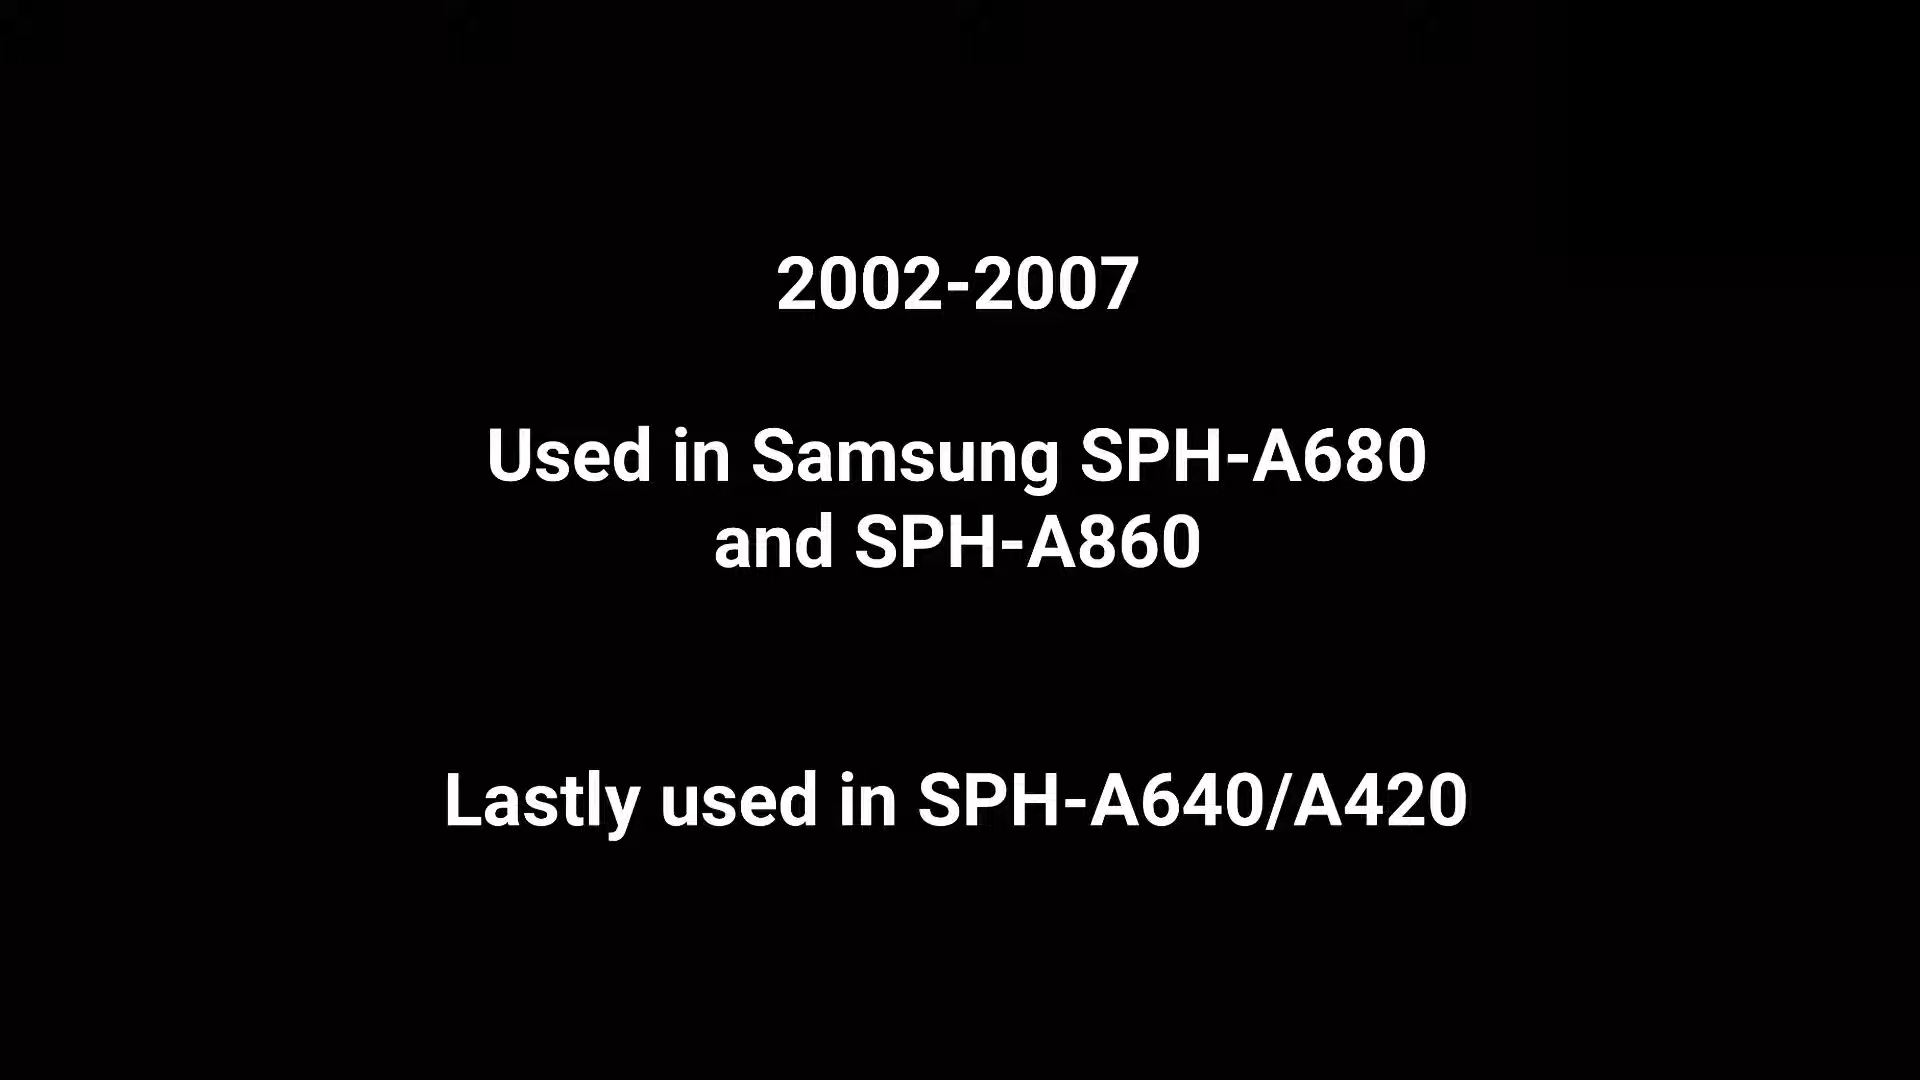 2002-2007
Used in Samsung SPH-A680
and SPH-A860
Lastly used in SPH-A640/A420